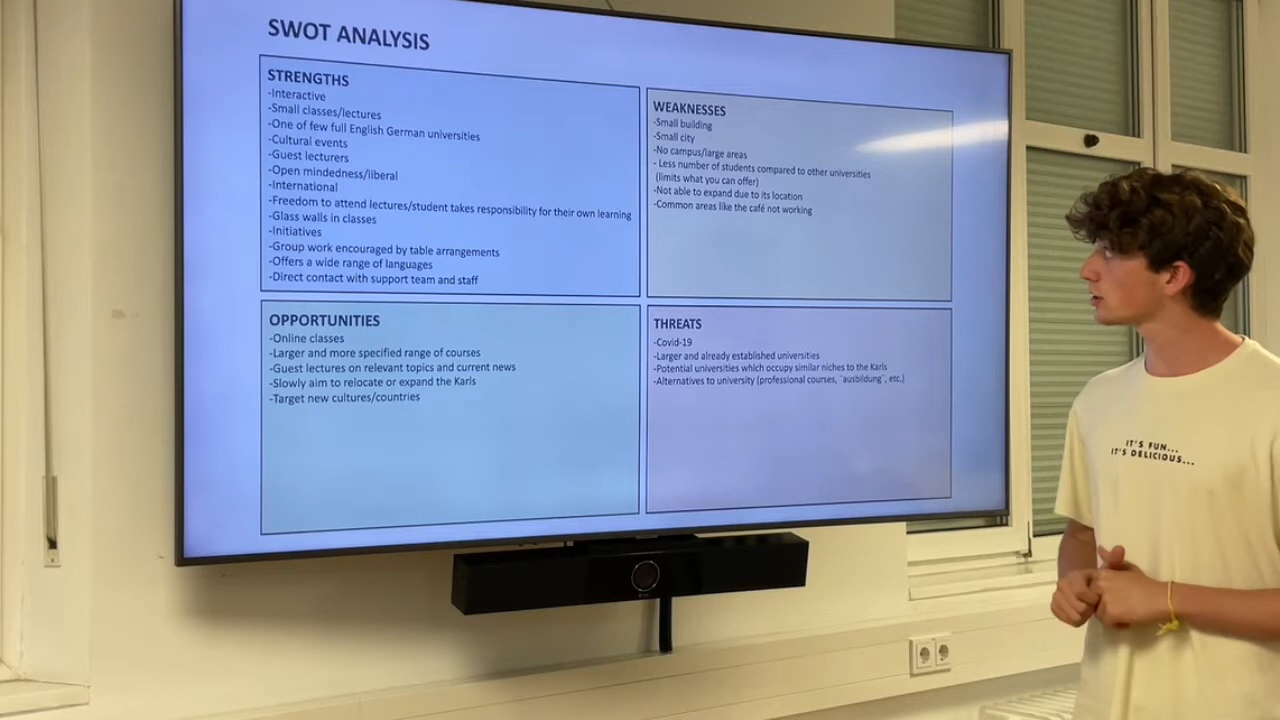 SWOT ANALYSIS
STRENGTHS
-Interactive
-Small classes/lectures
-One of few full English German universities
-Cultural events
-Guest lecturers
-Open mindedness/liberal
-International
-Freedom to attend lectures/student takes responsibility for their own learning
-Glass walls in classes
-Initiatives
-Group work encouraged by table arrangements
-Offers a wide range of languages
-Direct contact with support team and staff
WEAKNESSES
-Small building
-Small city
-No campus/large areas
- Less number of students compared to other universities
(limits what you can offer)
-Not able to expand due to its location
-Common areas like the café not working
OPPORTUNITIES
-Online classes
-Larger and more specified range of courses
-Guest lectures on relevant topics and current news
-Slowly aim to relocate or expand the Karls
-Target new cultures/countries
THREATS
-Covid-19
-Larger and already established universities
-Potential universities which occupy similar niches to the Karls
-Alternatives to university (professional courses, ¨ausbildung¨, etc.)
IT'S FUN...
IT'S DELICIOUS...